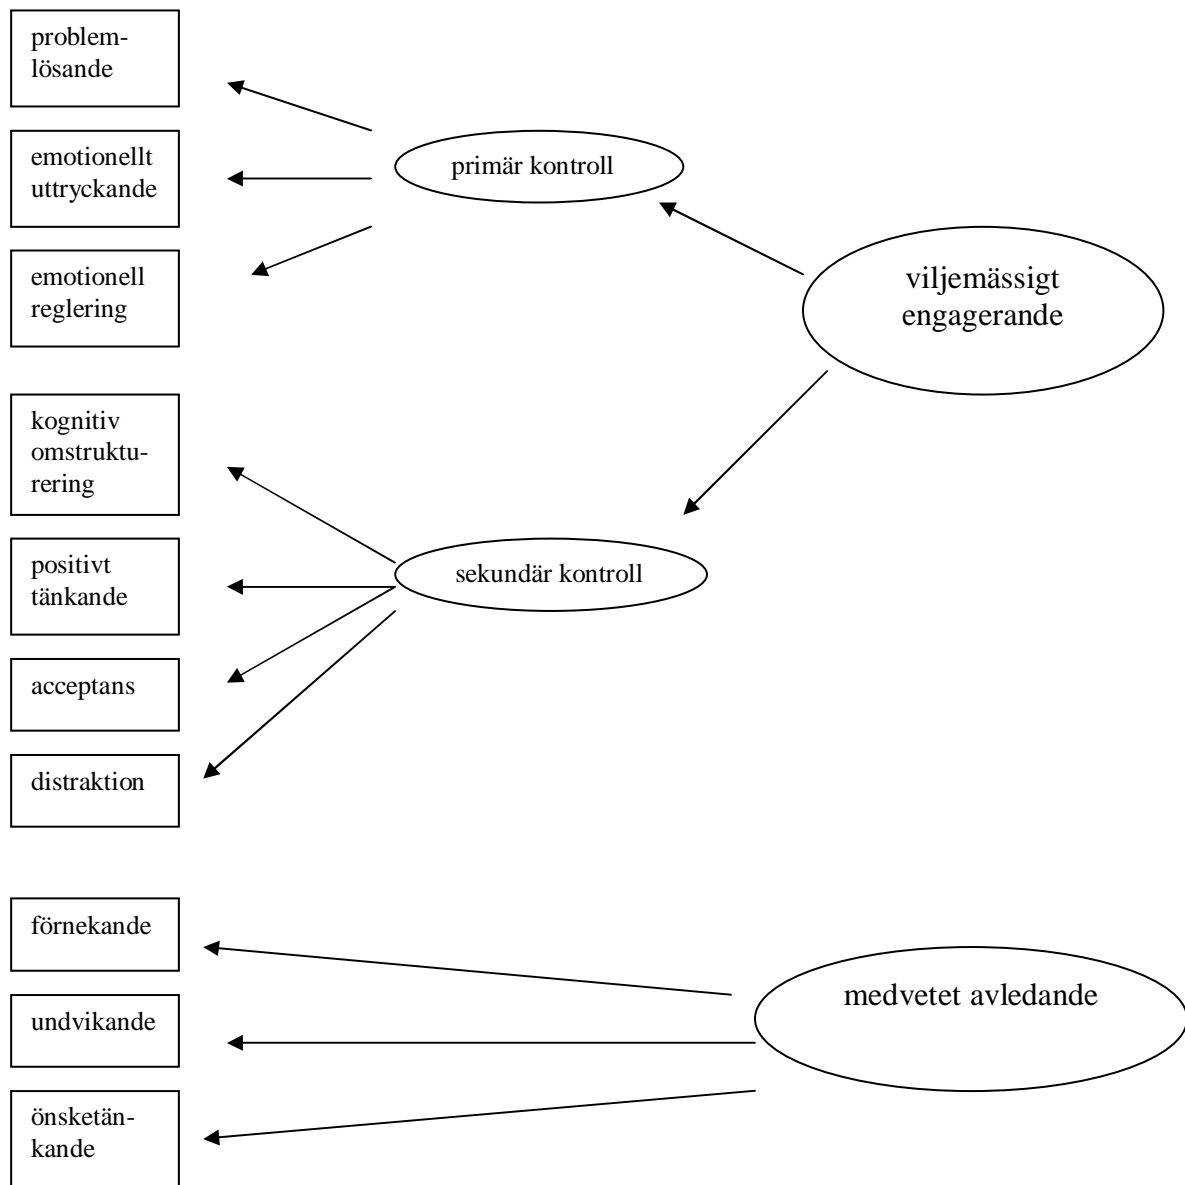 problem-
lösande
emotionellt
uttryckande
emotionell
reglering
primär kontroll
viljemässigt
engagerande
kognitiv
omstruktu-
rering
positivt
tänkande
acceptans
distraktion
sekundär kontroll
förnekande
undvikande
önsketän-
kande
medvetet avledande